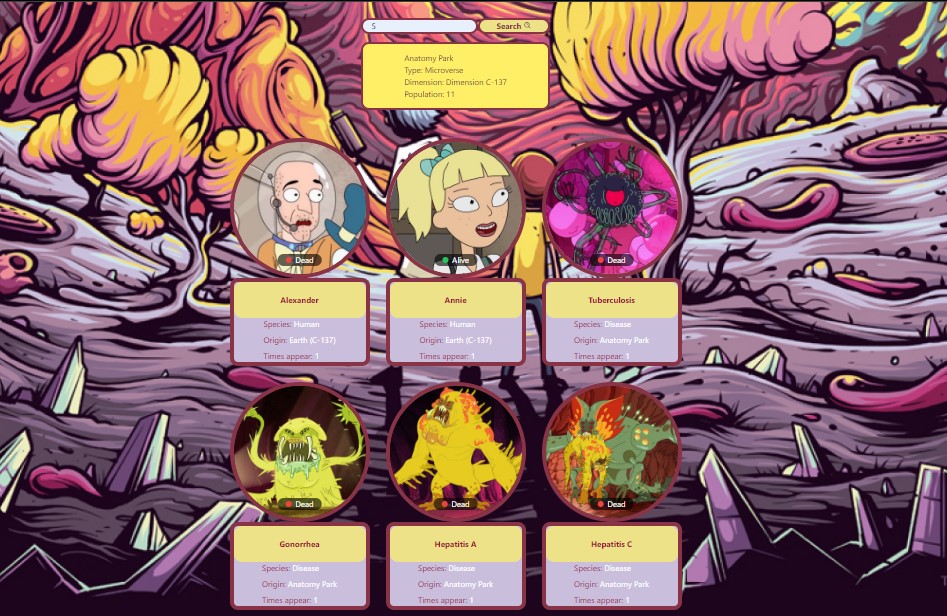 5
Search
Anatomy Park
Type: Microverse
Dimension: Dimension C-137
Population: 11
Dead
Alive
Dead
Alexander
Annie
Tuberculosis
Species: Human
Species: Human
Species: Disease
Origin: Earth (C-137)
Origin: Earth (C-137)
Origin: Anatomy Park
Times appear: 1
Times appear: 1
Times appear: 1
Dead
Dead
Dead
Gonorrhea
Hepatitis A
Hepatitis C
Species: Disease
Species: Disease
Species: Disease
Origin: Anatomy Park
Origin: Anatomy Park
Origin: Anatomy Park
Times appear: 1
Times appear: 1
Times appear: 1